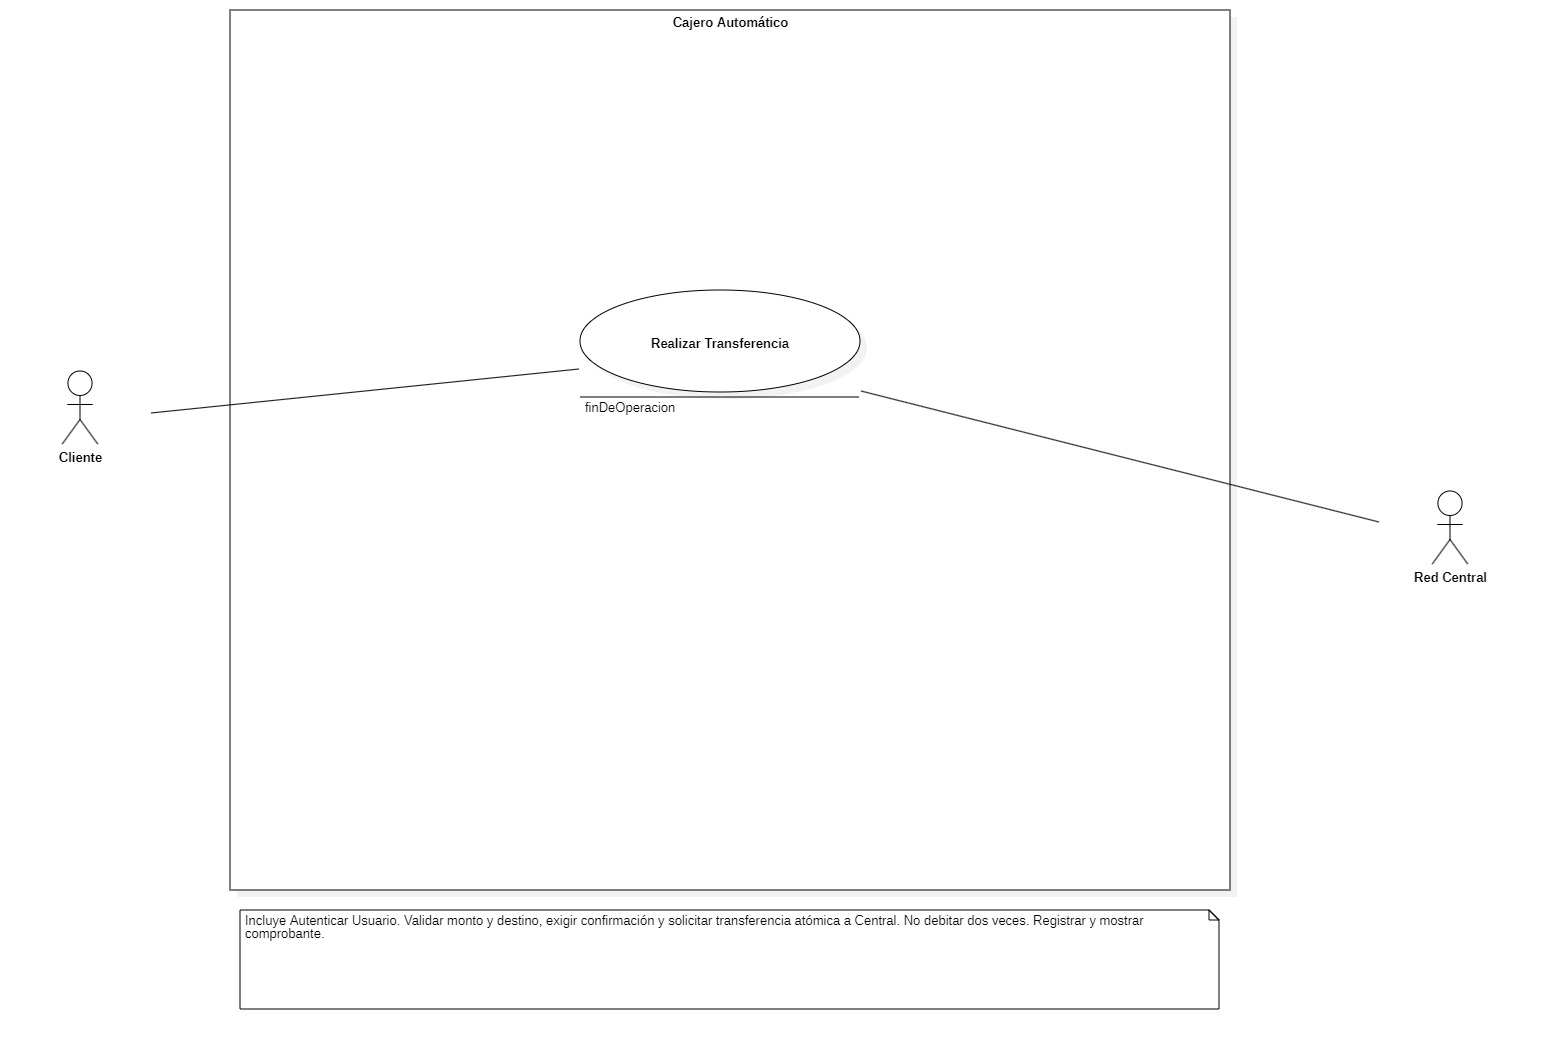 Cajero Automático
Realizar Transferencia
finDeOperacion
Cliente
Red Central
Incluye Autenticar Usuario. Validar monto y destino, exigir confirmación y solicitar transferencia atómica a Central. No debitar dos veces. Registrar y mostrar
comprobante.